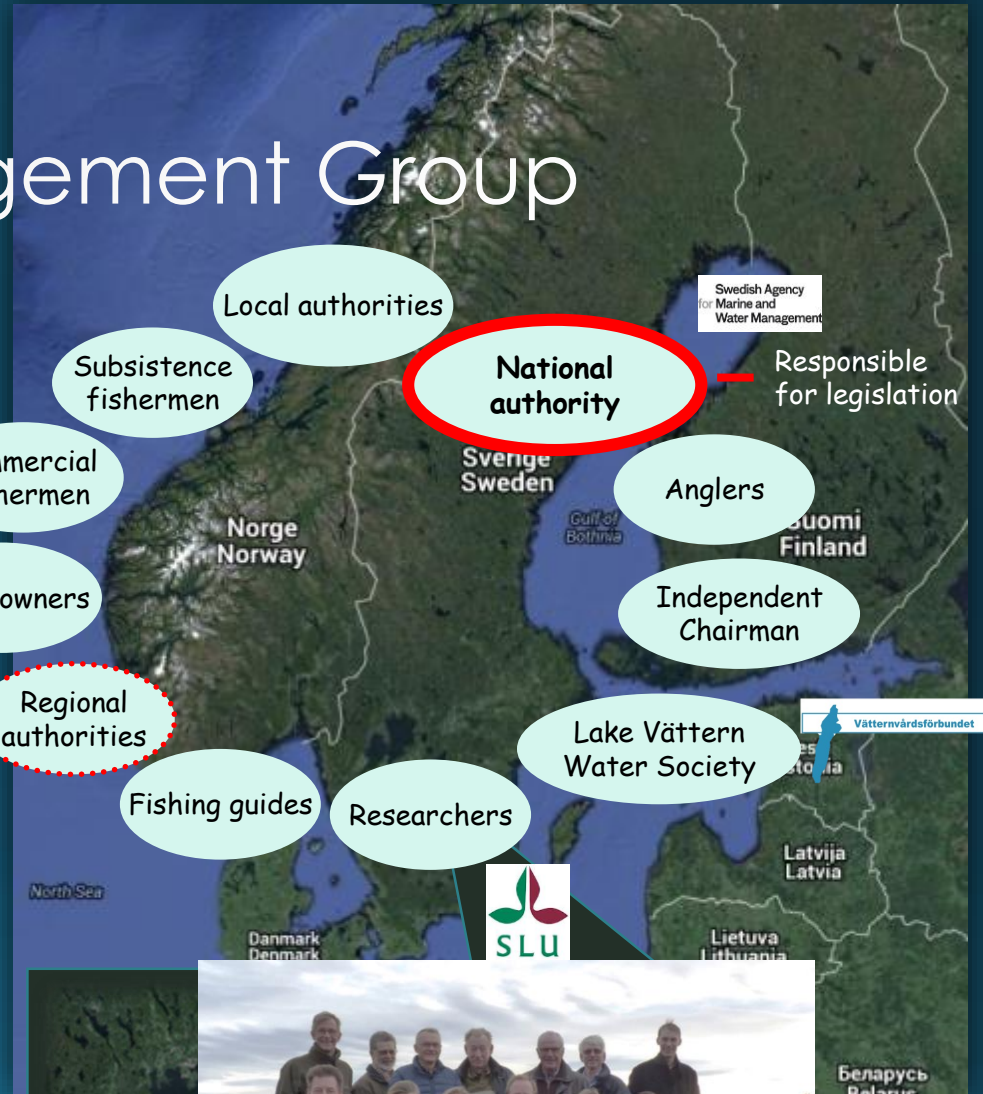 gement Group
Local authorities
Swedish Agency
for Marine and
Water Management
National
authority
Responsible
for legislation
Subsistence
fishermen
mmercial
hermen
Sverige
Sweden
Anglers
Gulf of
Bothnia
Suomi
Finland
Norge
Norway
owners
Independent
Chairman
Regional
authorities
Lake Vättern
Water Society
Vätternvårdsförbundet
Fishing guides
Researchers
Latvija
Latvia
North Sea
SLU
Danmark
Denmark
Lietuva
Lithuania
Беларусь
Belarus